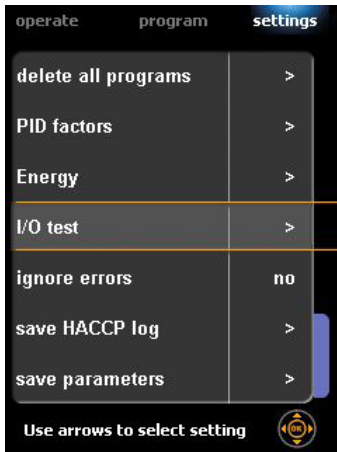 operate program settings
delete all programs >
PID factors >
Energy >
I/O test >
ignore errors no
save HACCP log >
save parameters >
Use arrows to select setting OK